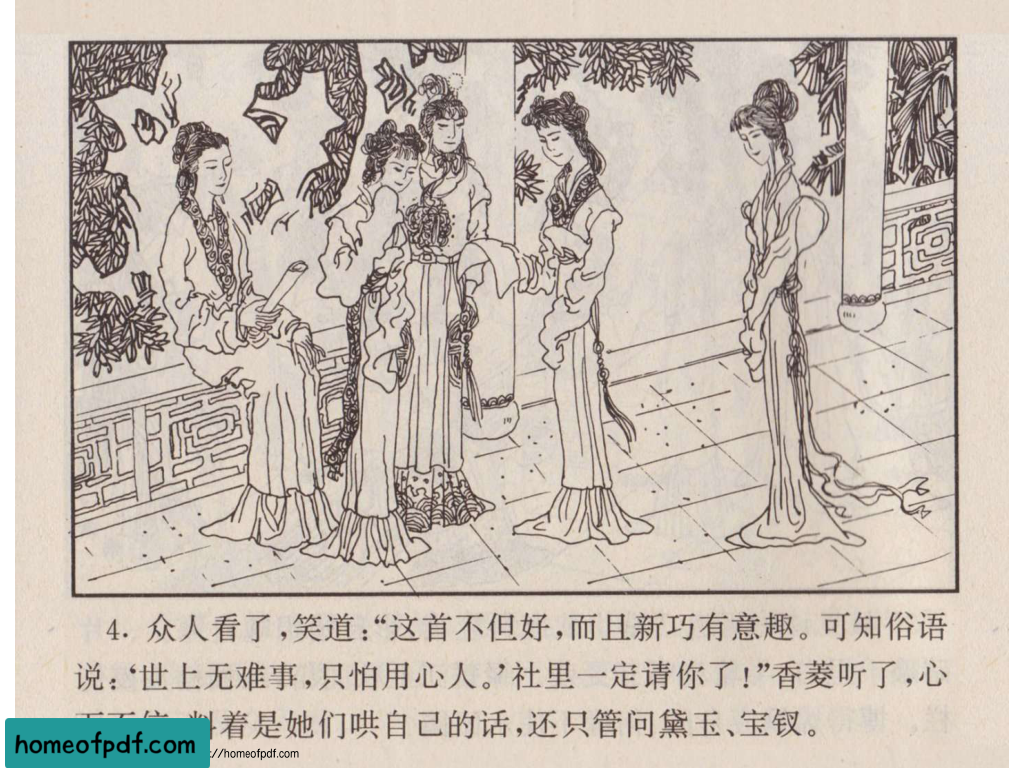 4. 众人看了,笑道:“这首不但好,而且新巧有意趣。可知俗语
说:‘世上无难事,只怕用心人。’社里一定请你了!”香菱听了,心
料着是她们哄自己的话,还只管问黛玉、宝钗。
homeofpdf.com
//homeofpdf.com